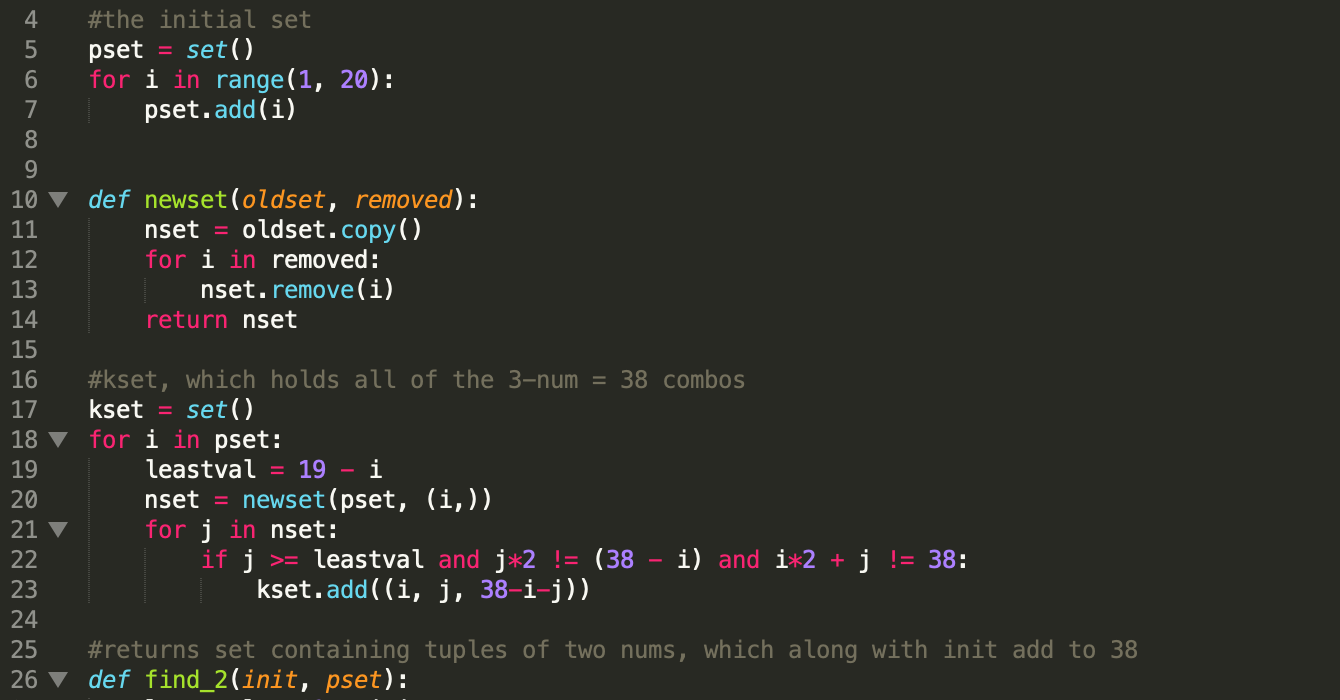 4 #the initial set
5 pset = set()
6 for i in range(1, 20):
7     pset.add(i)
8
9
10 def newset(oldset, removed):
11     nset = oldset.copy()
12     for i in removed:
13         nset.remove(i)
14     return nset
15
16 #kset, which holds all of the 3-num = 38 combos
17 kset = set()
18 for i in pset:
19     leastval = 19 - i
20     nset = newset(pset, (i,))
21     for j in nset:
22         if j >= leastval and j*2 != (38 - i) and i*2 + j != 38:
23             kset.add((i, j, 38-i-j))
24
25 #returns set containing tuples of two nums, which along with init add to 38
26 def find_2(init, pset):